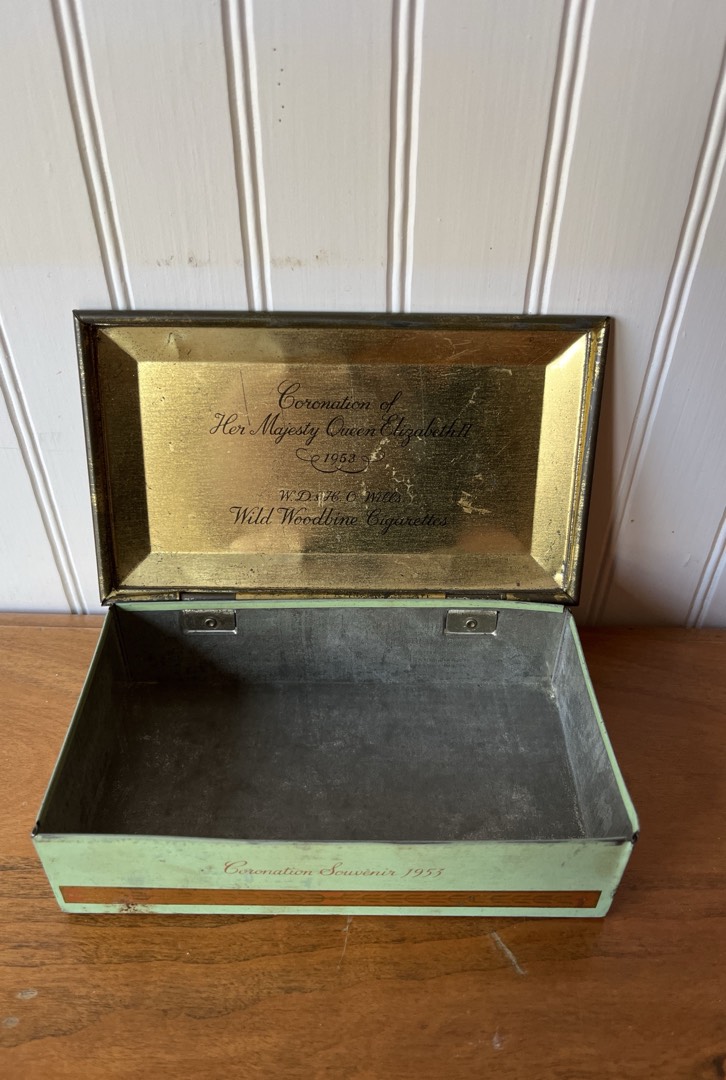 Coronation of
Her Majesty Queen Elizabeth II
1953
W.D. & H.O. Wills
Wild Woodbine Cigarettes
Coronation Souvenir 1953